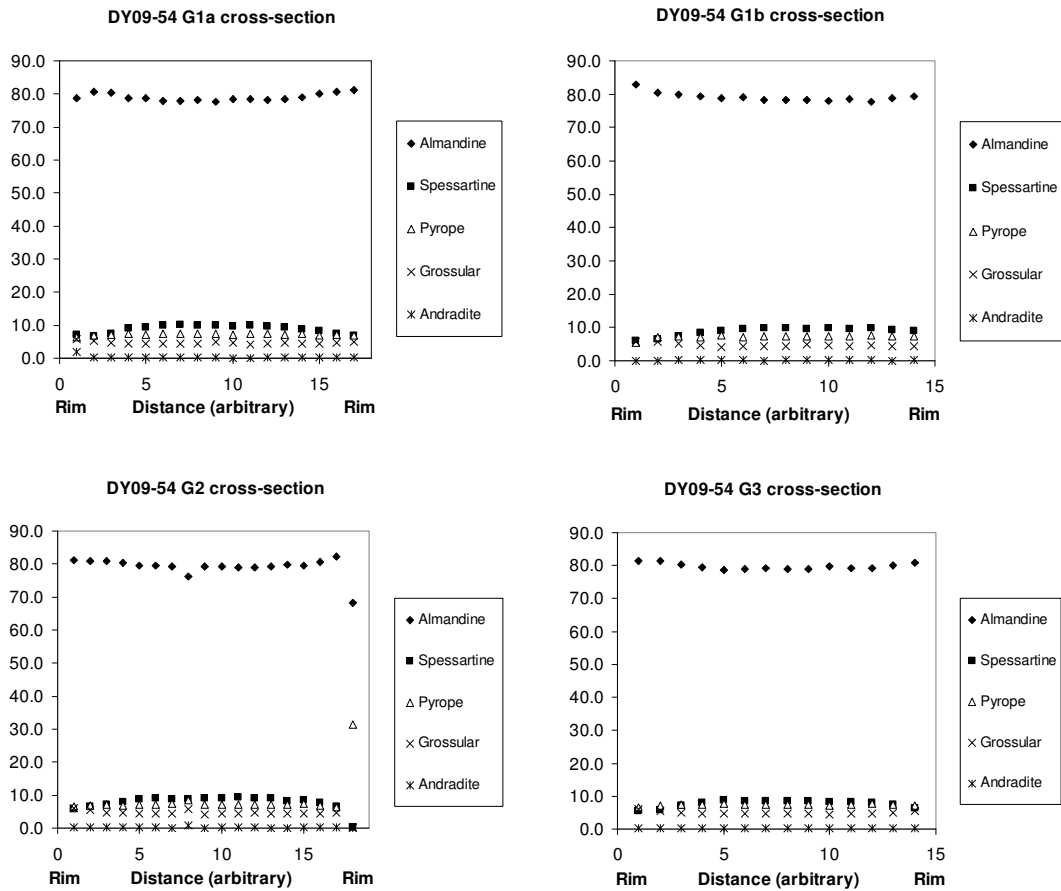 DY09-54 G1a cross-section
90.0
80.0
70.0
60.0
50.0
40.0
30.0
20.0
10.0
0.0
0 5 10 15
Rim Distance (arbitrary) Rim
Almandine
Spessartine
Pyrope
Grossular
Andradite
DY09-54 G1b cross-section
90.0
80.0
70.0
60.0
50.0
40.0
30.0
20.0
10.0
0.0
0 5 10 15
Rim Distance (arbitrary) Rim
Almandine
Spessartine
Pyrope
Grossular
Andradite
DY09-54 G2 cross-section
90.0
80.0
70.0
60.0
50.0
40.0
30.0
20.0
10.0
0.0
0 5 10 15
Rim Distance (arbitrary) Rim
Almandine
Spessartine
Pyrope
Grossular
Andradite
DY09-54 G3 cross-section
90.0
80.0
70.0
60.0
50.0
40.0
30.0
20.0
10.0
0.0
0 5 10 15
Rim Distance (arbitrary) Rim
Almandine
Spessartine
Pyrope
Grossular
Andradite